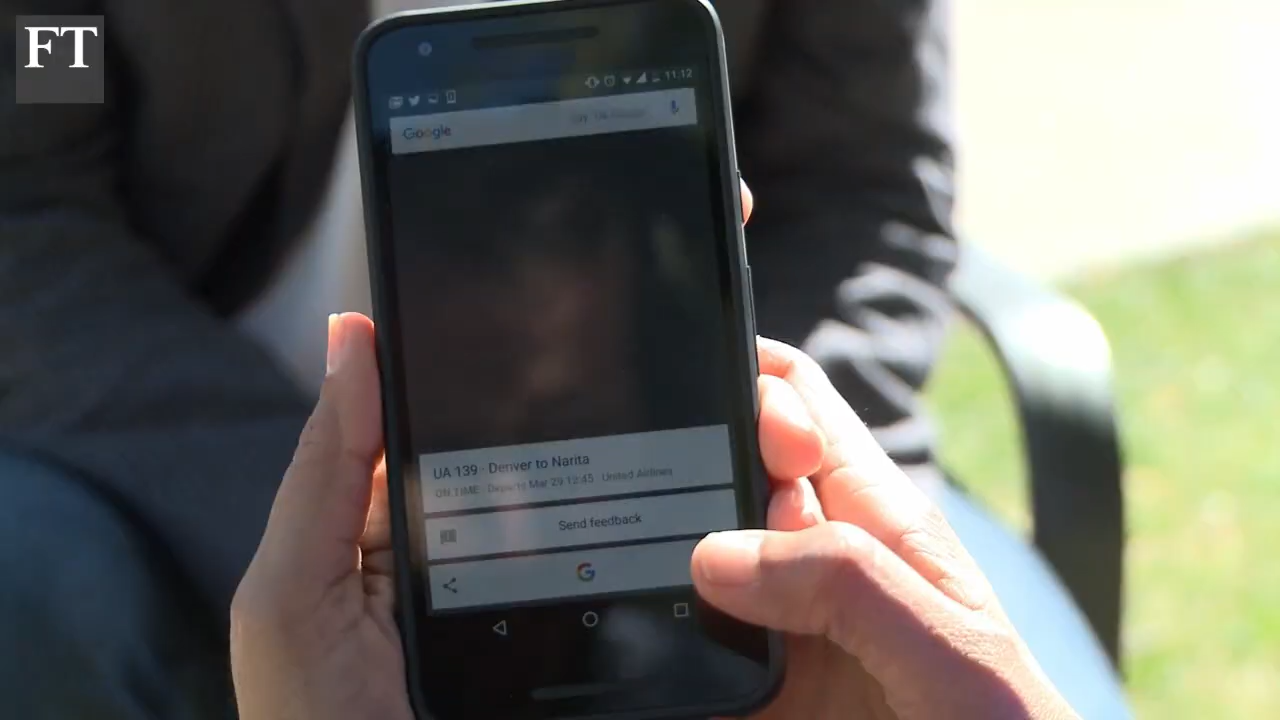 FT
11:12
Google
UA 139 · Denver to Narita
ON TIME · Departs Mar 29 12:45 · United Airlines
Send feedback
G